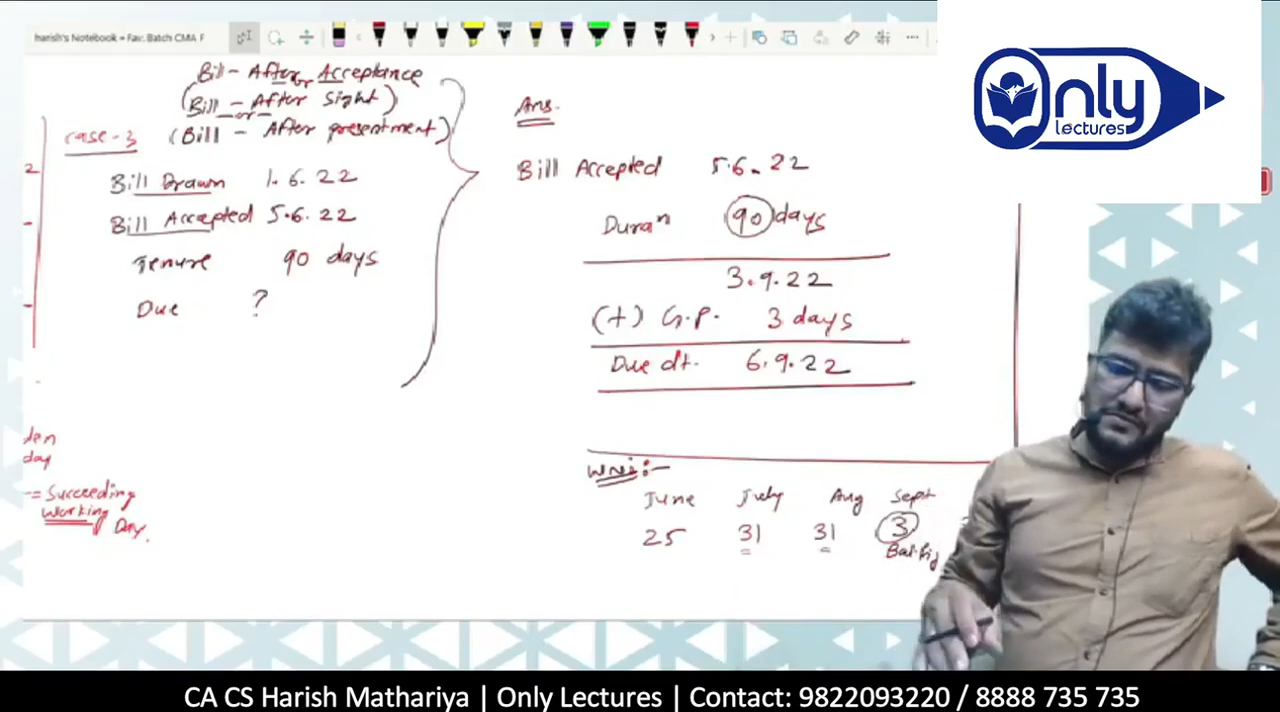 harish's Notebook = Fav. Batch CMA F
Bill - After Acceptance
or
(Bill - After Sight)
or
case-3 (Bill - After presentment)
Bill Drawn 1.6.22
Bill Accepted 5.6.22
Tenure 90 days
Due ?
Ans.
Bill Accepted 5.6.22
Duraⁿ 90 days
3.9.22
(+) G.P. 3 days
Due dt. 6.9.22
den
day
= Succeeding
Working Day.
June July Aug Sept
25 31 31 3
Bal. fig
Only
Lectures
CA CS Harish Mathariya | Only Lectures | Contact: 9822093220 / 8888 735 735